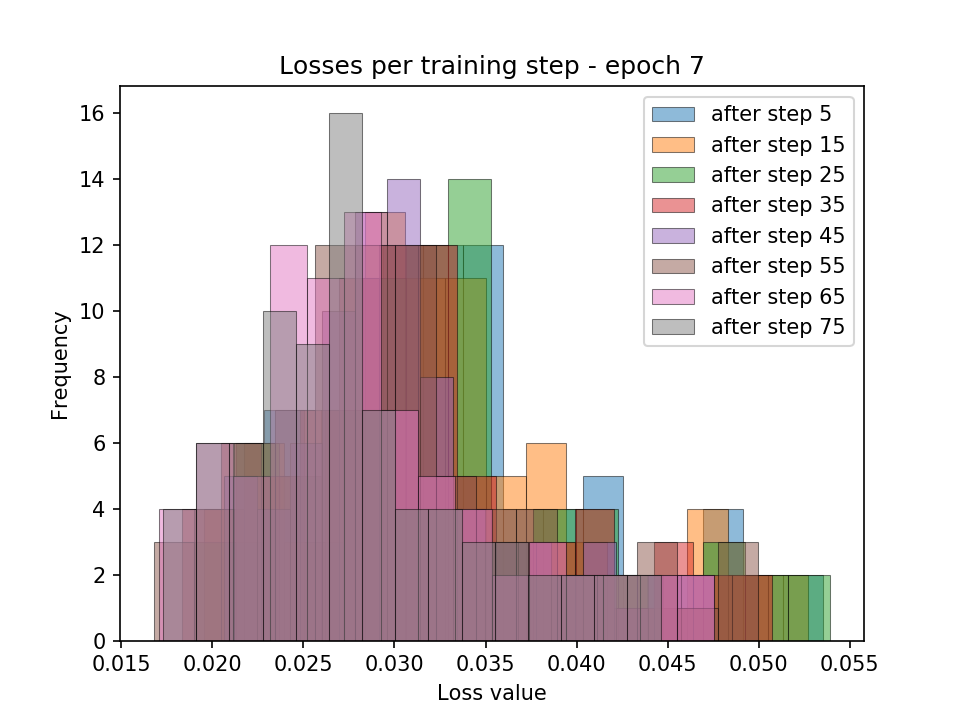 Losses per training step - epoch 7
16
14
12
10
8
6
4
2
0
Frequency
after step 5
after step 15
after step 25
after step 35
after step 45
after step 55
after step 65
after step 75
0.015 0.020 0.025 0.030 0.035 0.040 0.045 0.050 0.055
Loss value